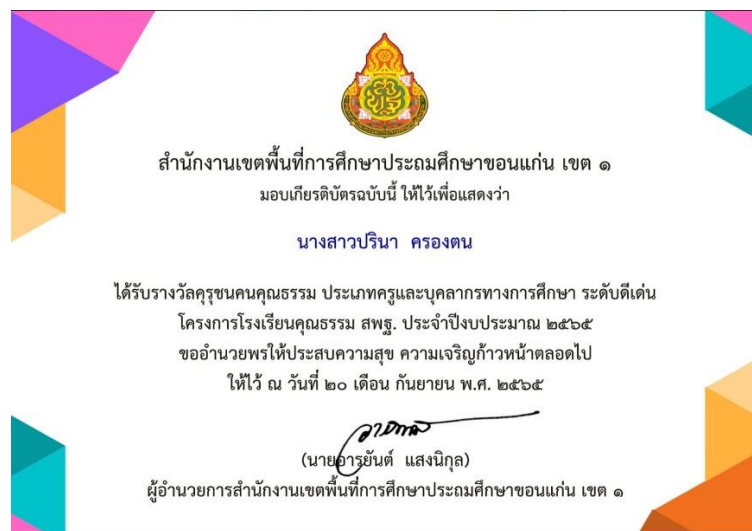 สำนักงานเขตพื้นที่การศึกษาประถมศึกษาขอนแก่น เขต ๑
มอบเกียรติบัตรฉบับนี้ ให้ไว้เพื่อแสดงว่า
นางสาวปรินา ครองตน
ได้รับรางวัลคุรุชนคนคุณธรรม ประเภทครูและบุคลากรทางการศึกษา ระดับดีเด่น
โครงการโรงเรียนคุณธรรม สพฐ. ประจำปีงบประมาณ ๒๕๖๕
ขออำนวยพรให้ประสบความสุข ความเจริญก้าวหน้าตลอดไป
ให้ไว้ ณ วันที่ ๒๐ เดือน กันยายน พ.ศ. ๒๕๖๕
(นายอารยันต์ แสงนิกุล)
ผู้อำนวยการสำนักงานเขตพื้นที่การศึกษาประถมศึกษาขอนแก่น เขต ๑